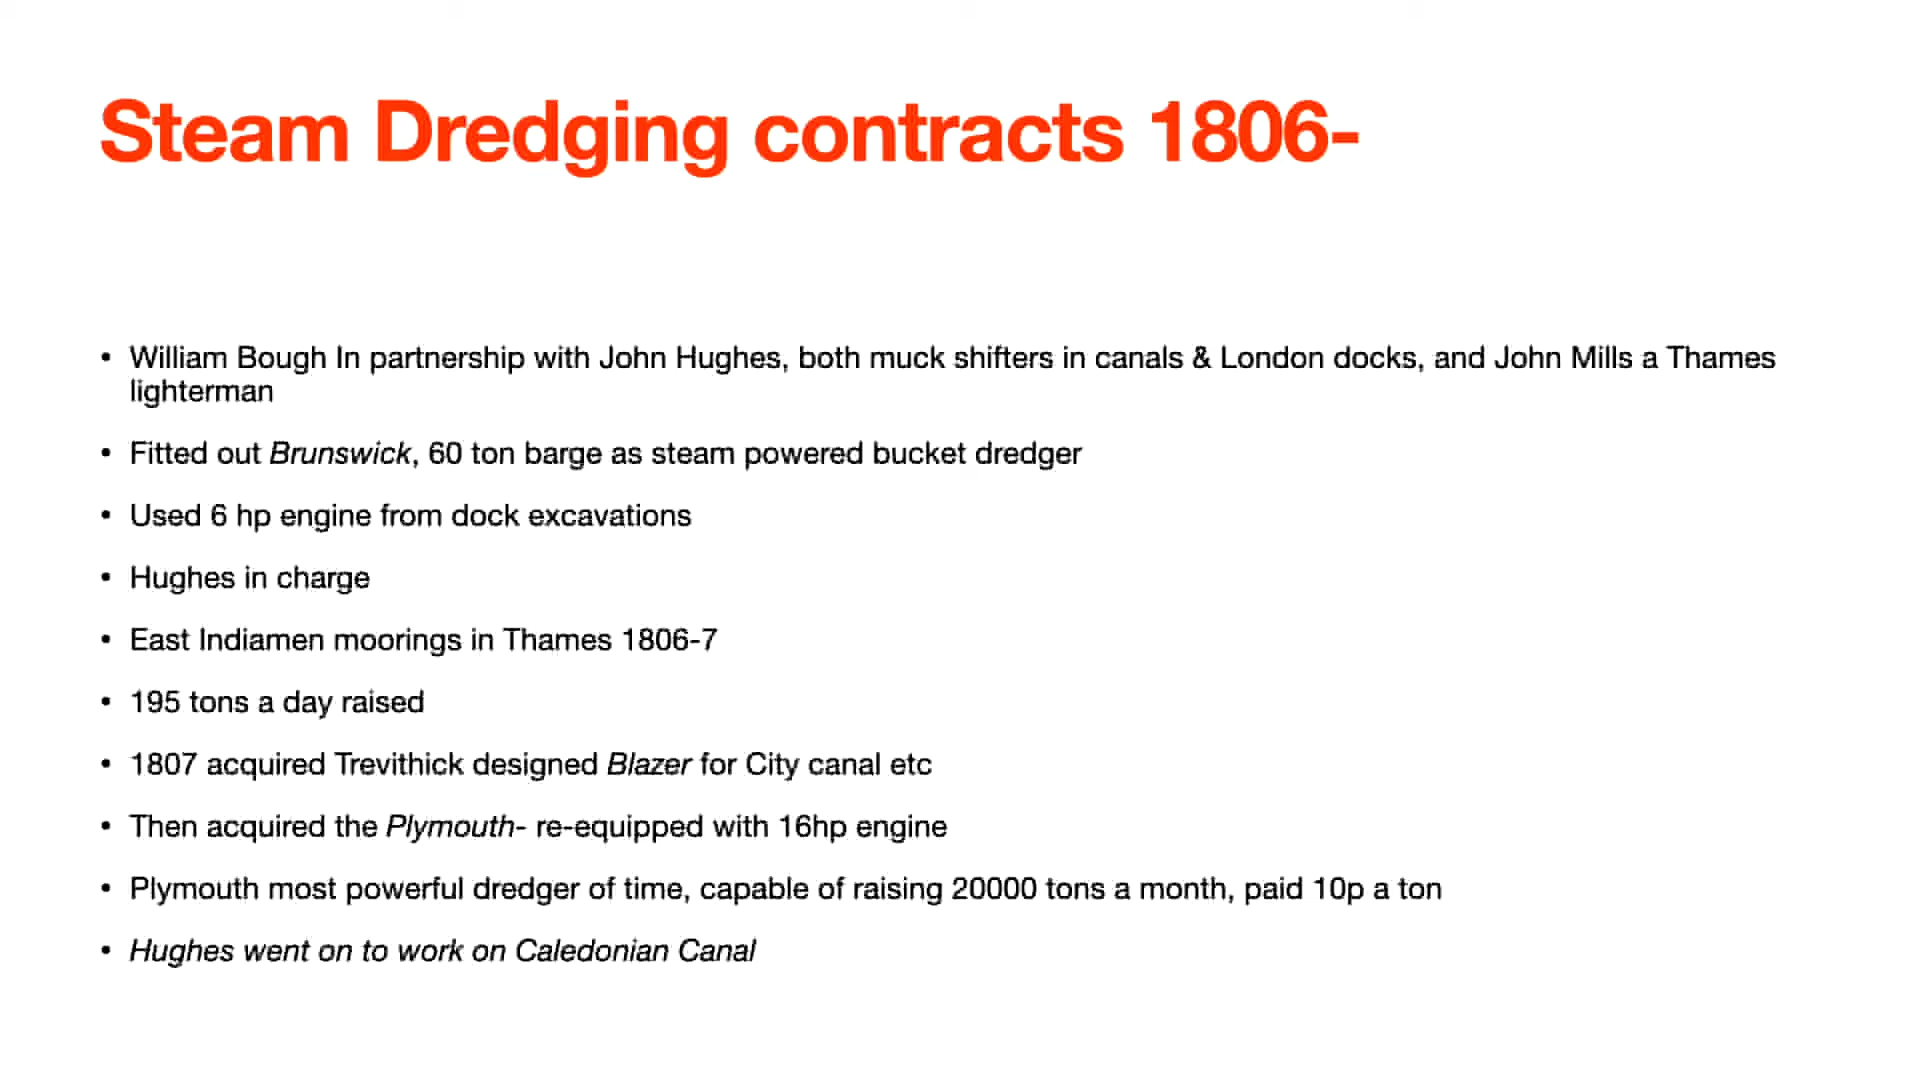 Steam Dredging contracts 1806-
• William Bough In partnership with John Hughes, both muck shifters in canals & London docks, and John Mills a Thames
lighterman
• Fitted out Brunswick, 60 ton barge as steam powered bucket dredger
• Used 6 hp engine from dock excavations
• Hughes in charge
• East Indiamen moorings in Thames 1806-7
• 195 tons a day raised
• 1807 acquired Trevithick designed Blazer for City canal etc
• Then acquired the Plymouth- re-equipped with 16hp engine
• Plymouth most powerful dredger of time, capable of raising 20000 tons a month, paid 10p a ton
• Hughes went on to work on Caledonian Canal